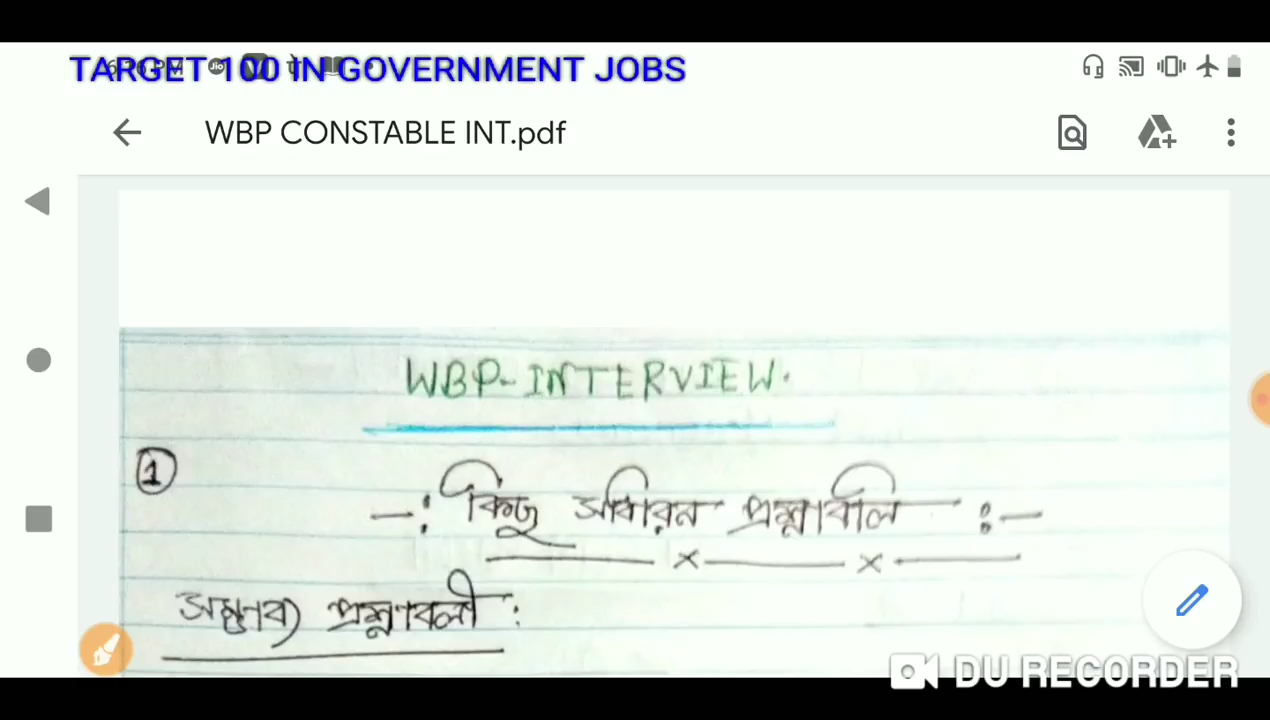 TARGET 100 IN GOVERNMENT JOBS
WBP CONSTABLE INT.pdf
WBP-INTERVIEW.
1
-: কিছু সাধারন প্রশ্নাবলি :-
সম্ভাব্য প্রশ্নাবলী :
DU RECORDER